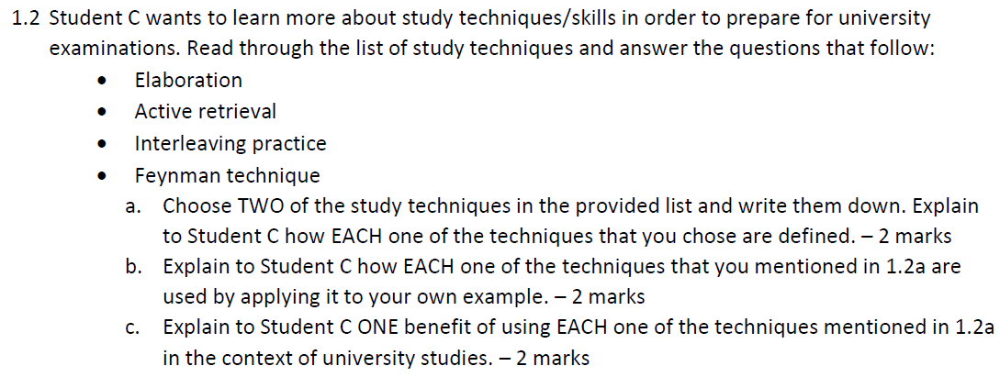 1.2 Student C wants to learn more about study techniques/skills in order to prepare for university
examinations. Read through the list of study techniques and answer the questions that follow:
• Elaboration
• Active retrieval
• Interleaving practice
• Feynman technique
a. Choose TWO of the study techniques in the provided list and write them down. Explain
to Student C how EACH one of the techniques that you chose are defined. – 2 marks
b. Explain to Student C how EACH one of the techniques that you mentioned in 1.2a are
used by applying it to your own example. – 2 marks
c. Explain to Student C ONE benefit of using EACH one of the techniques mentioned in 1.2a
in the context of university studies. – 2 marks